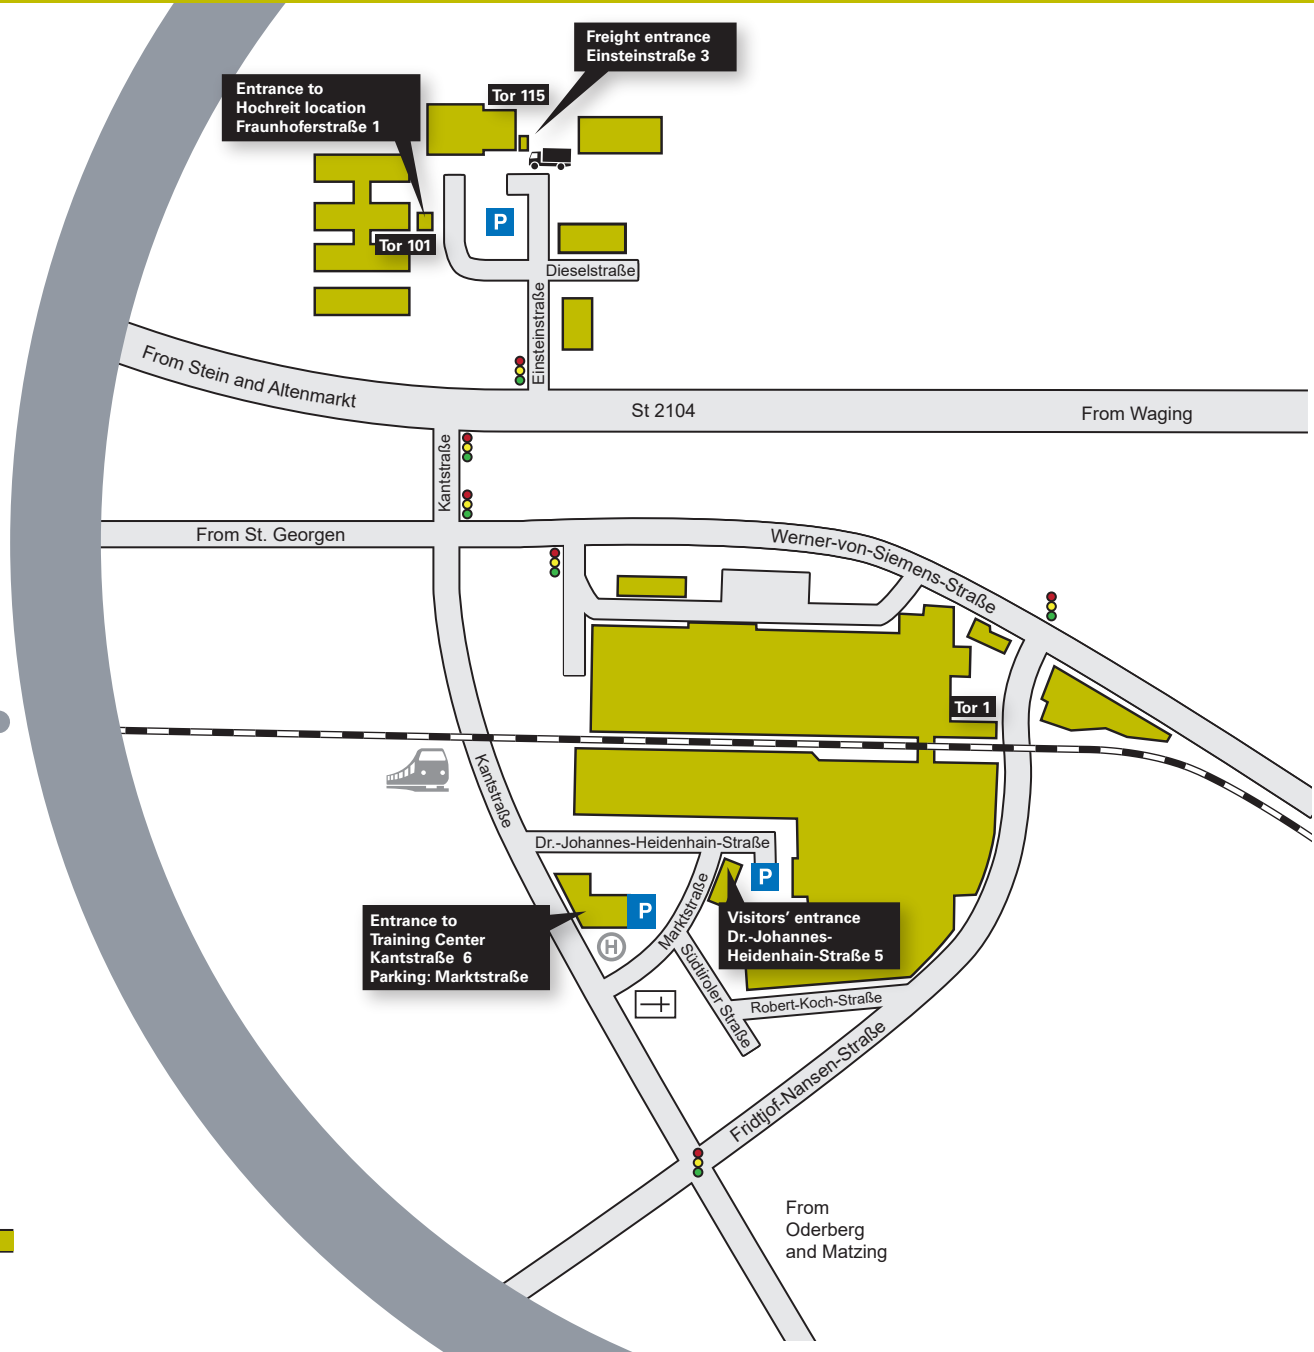 Freight entrance
Einsteinstraße 3
Entrance to
Hochreit location
Fraunhoferstraße 1
Tor 115
P
Tor 101
Dieselstraße
Einsteinstraße
From Stein and Altenmarkt
St 2104
From Waging
Kantstraße
From St. Georgen
Werner-von-Siemens-Straße
Tor 1
Kantstraße
Dr.-Johannes-Heidenhain-Straße
P
P
Marktstraße
Entrance to
Training Center
Kantstraße 6
Parking: Marktstraße
Visitors’ entrance
Dr.-Johannes-
Heidenhain-Straße 5
H
Südtiroler Straße
Robert-Koch-Straße
Fridtjof-Nansen-Straße
From
Oderberg
and Matzing